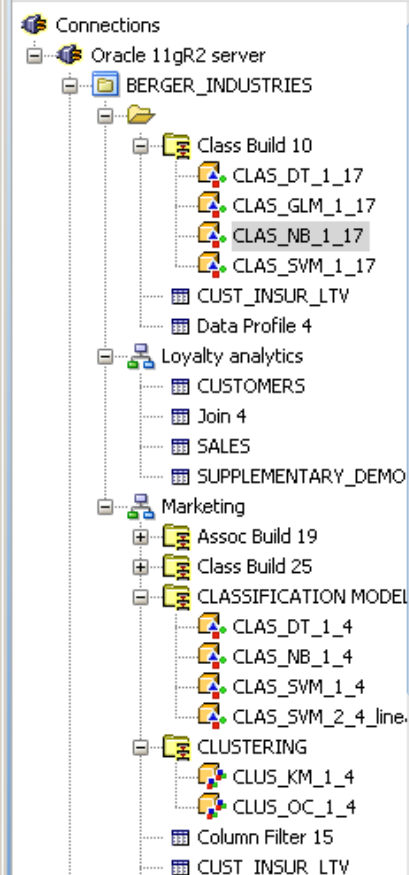 Connections
Oracle 11gR2 server
BERGER_INDUSTRIES
Class Build 10
CLAS_DT_1_17
CLAS_GLM_1_17
CLAS_NB_1_17
CLAS_SVM_1_17
CUST_INSUR_LTV
Data Profile 4
Loyalty analytics
CUSTOMERS
Join 4
SALES
SUPPLEMENTARY_DEMO
Marketing
Assoc Build 19
Class Build 25
CLASSIFICATION MODEL
CLAS_DT_1_4
CLAS_NB_1_4
CLAS_SVM_1_4
CLAS_SVM_2_4_line
CLUSTERING
CLUS_KM_1_4
CLUS_OC_1_4
Column Filter 15
CUST_INSUR_LTV